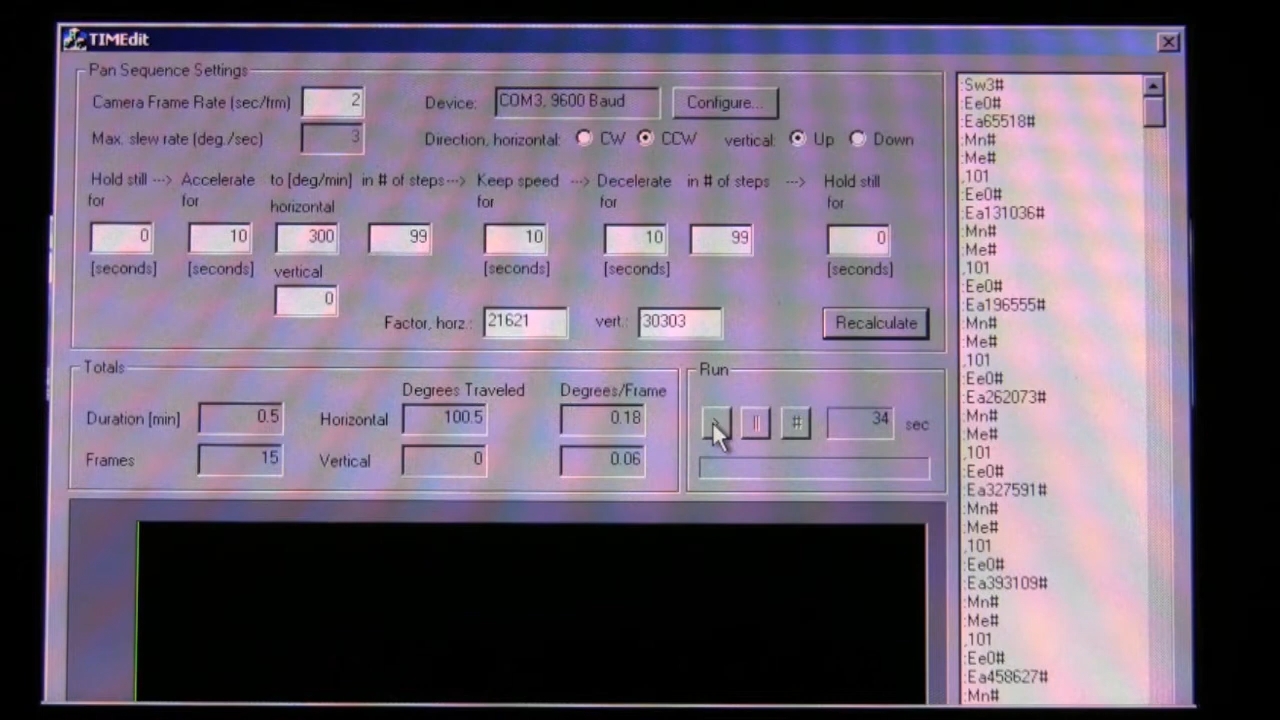 TIMEdit
Pan Sequence Settings
Camera Frame Rate (sec/frm) 2 Device: COM3, 9600 Baud Configure...
Max. slew rate (deg./sec) 3 Direction, horizontal: CW CCW vertical: Up Down
Hold still ---> Accelerate to [deg/min] in # of steps---> Keep speed ---> Decelerate in # of steps ---> Hold still
for for horizontal for for for
0 10 300 99 10 10 99 0
[seconds] [seconds] vertical [seconds] [seconds] [seconds]
0
Factor, horz.: 21621 vert.: 30303 Recalculate
Totals
Degrees Traveled Degrees/Frame
Duration [min] 0.5 Horizontal 100.5 0.18
Frames 15 Vertical 0 0.06
Run
> || # 34 sec
:Sw3#
:Ee0#
:Ea65518#
:Mn#
:Me#
,101
:Ee0#
:Ea131036#
:Mn#
:Me#
,101
:Ee0#
:Ea196555#
:Mn#
:Me#
,101
:Ee0#
:Ea262073#
:Mn#
:Me#
,101
:Ee0#
:Ea327591#
:Mn#
:Me#
,101
:Ee0#
:Ea393109#
:Mn#
:Me#
,101
:Ee0#
:Ea458627#
:Mn#